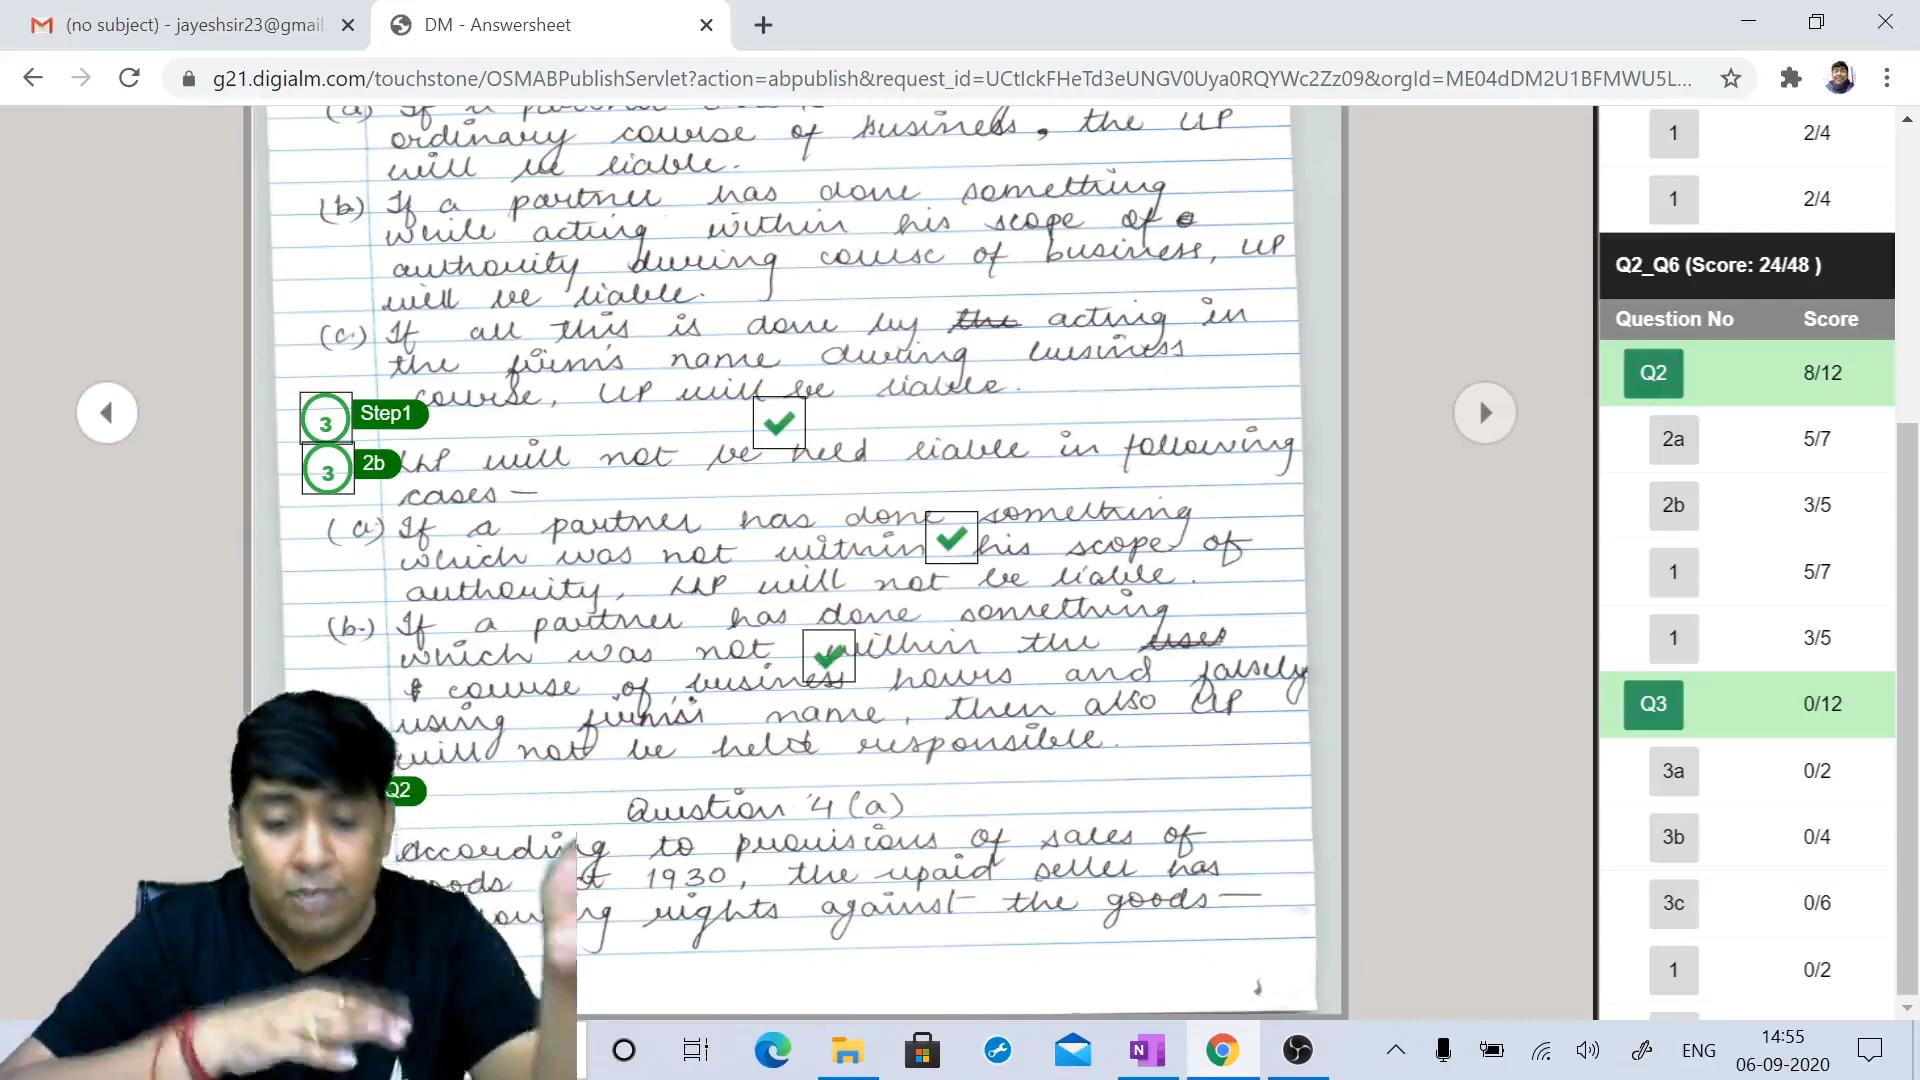 (no subject) - jayeshsir23@gmail.
DM - Answersheet
g21.digialm.com/touchstone/OSMABPublishServlet?action=abpublish&request_id=UCtIckFHeTd3eUNGV0Uya0RQYWc2Zz09&orgId=ME04dDM2U1BFMWU5L...
(a) If a
ordinary course of business, the LLP
will be liable.
(b) If a partner has done something
while acting within his scope of
authority during course of business, LLP
will be liable.
(c.) If all this is done by the acting in
the firm's name during business
course, LLP will be liable.
3 Step1
3 2b
LLP will not be held liable in following
cases —
(a) If a partner has done something
which was not within his scope of
authority, LLP will not be liable.
(b.) If a partner has done something
which was not within the
course of business hours and falsely
using firm's name, then also LLP
will not be held responsible.
Q2
Question 4 (a)
According to provisions of sales of
goods 1930, the upaid seller has
rights against the goods —
1 2/4
1 2/4
Q2_Q6 (Score: 24/48 )
Question No Score
Q2 8/12
2a 5/7
2b 3/5
1 5/7
1 3/5
Q3 0/12
3a 0/2
3b 0/4
3c 0/6
1 0/2
ENG
14:55
06-09-2020